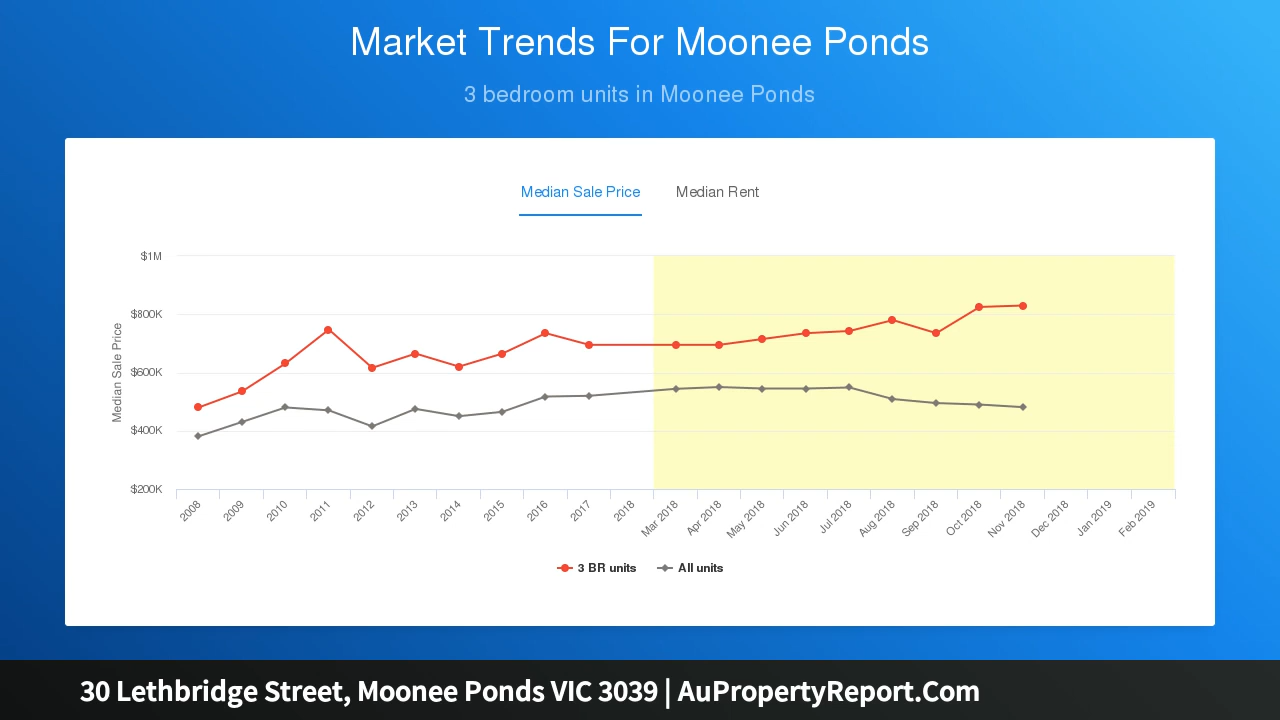 Market Trends For Moonee Ponds
3 bedroom units in Moonee Ponds
Median Sale Price Median Rent
Median Sale Price
$1M
$800K
$600K
$400K
$200K
2008 2009 2010 2011 2012 2013 2014 2015 2016 2017 2018 Mar 2018 Apr 2018 May 2018 Jun 2018 Jul 2018 Aug 2018 Sep 2018 Oct 2018 Nov 2018 Dec 2018 Jan 2019 Feb 2019
3 BR units All units
30 Lethbridge Street, Moonee Ponds VIC 3039 | AuPropertyReport.Com